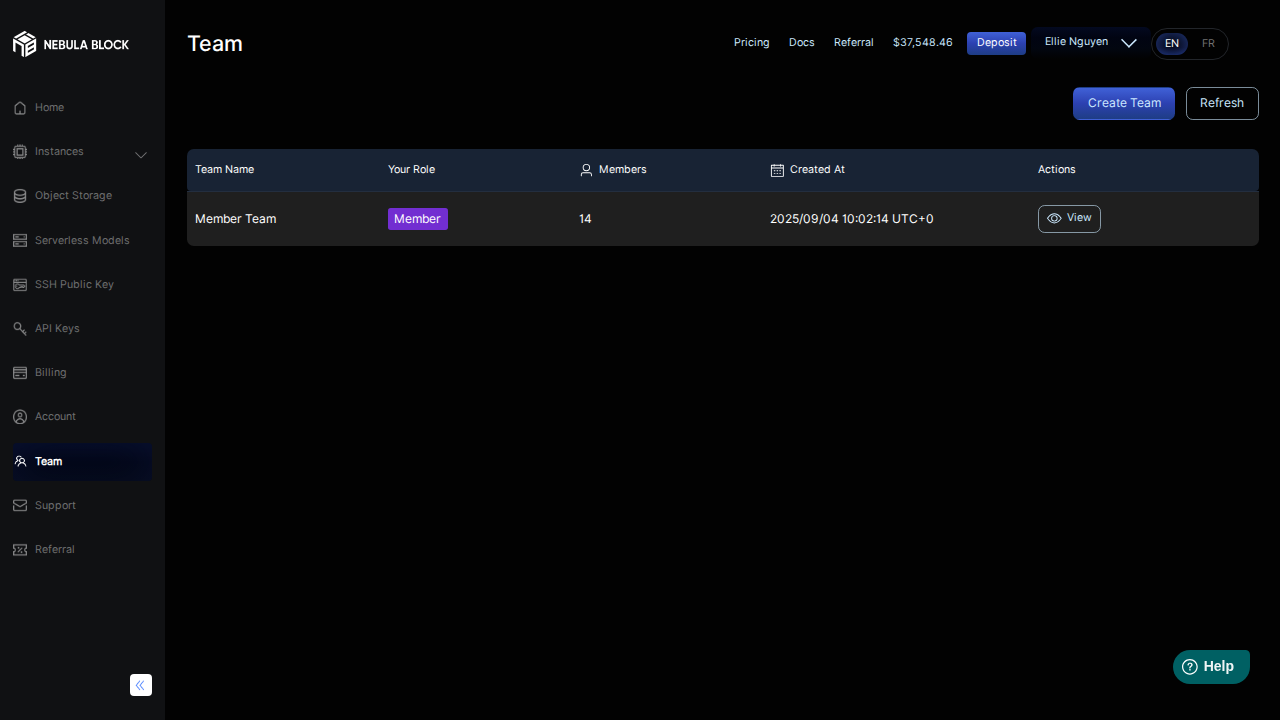 NEBULA BLOCK
Home
Instances
Object Storage
Serverless Models
SSH Public Key
API Keys
Billing
Account
Team
Support
Referral
Team
Pricing Docs Referral $37,548.46 Deposit Ellie Nguyen EN FR
Create Team Refresh
Team Name Your Role Members Created At Actions
Member Team Member 14 2025/09/04 10:02:14 UTC+0 View
Help